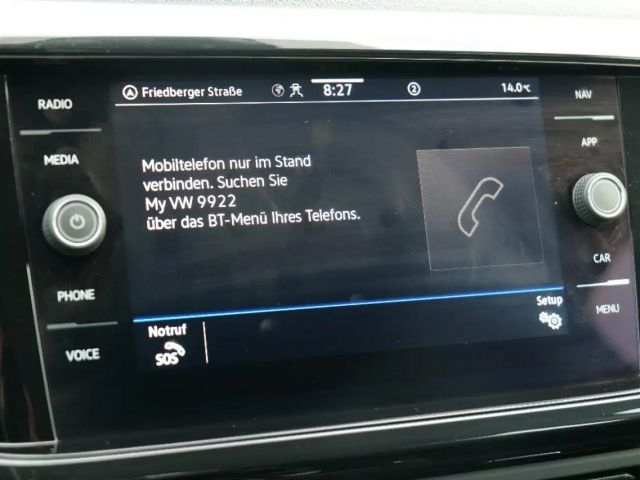 RADIO
MEDIA
PHONE
VOICE
Friedberger Straße 8:27 2 14.0°C
Mobiltelefon nur im Stand
verbinden. Suchen Sie
My VW 9922
über das BT-Menü Ihres Telefons.
Notruf
SOS
Setup
NAV
APP
CAR
MENU